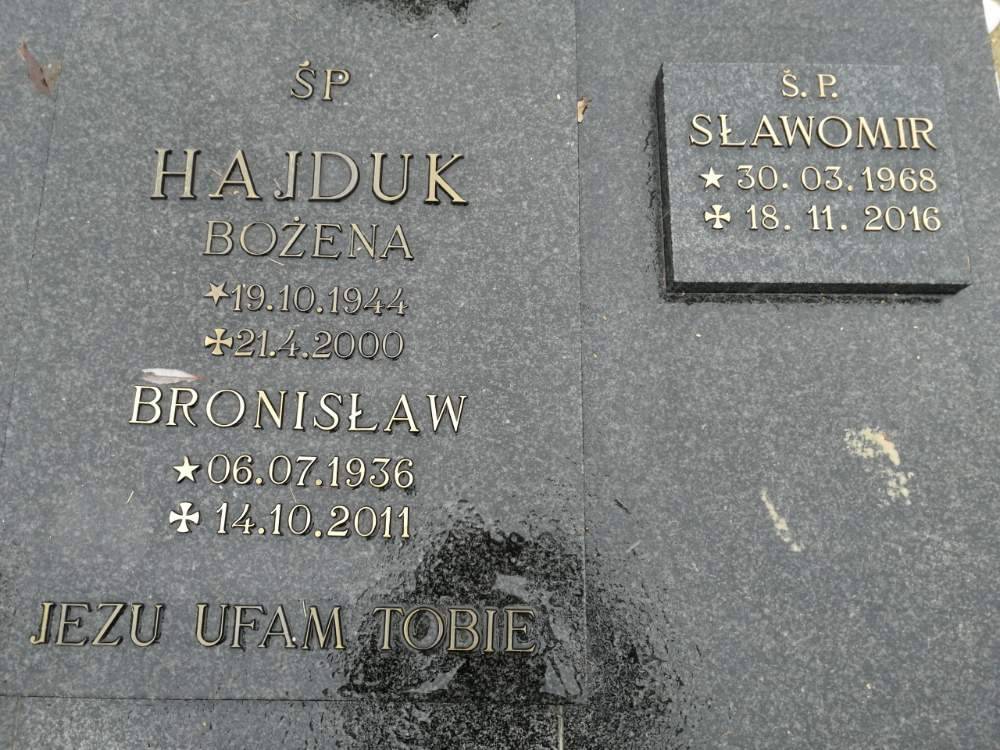 ŚP
HAJDUK
BOŻENA
★19.10.1944
✠21.4.2000
BRONISŁAW
★06.07.1936
✠14.10.2011
JEZU UFAM TOBIE
Ś. P.
SŁAWOMIR
★ 30. 03. 1968
✠ 18. 11. 2016